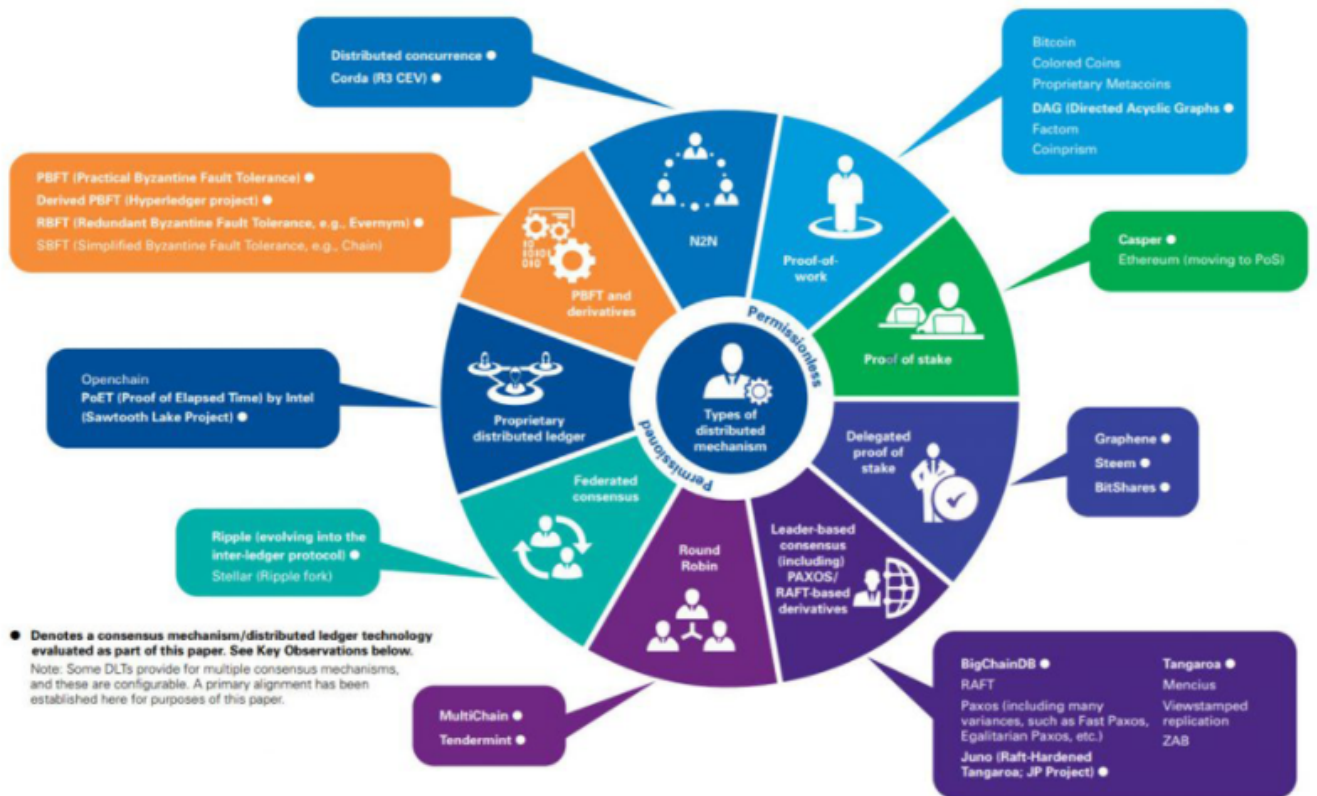 Distributed concurrence ●
Corda (R3 CEV) ●
Bitcoin
Colored Coins
Proprietary Metacoins
DAG (Directed Acyclic Graphs ●
Factom
Coinprism
PBFT (Practical Byzantine Fault Tolerance) ●
Derived PBFT (Hyperledger project) ●
RBFT (Redundant Byzantine Fault Tolerance, e.g., Evernym) ●
SBFT (Simplified Byzantine Fault Tolerance, e.g., Chain)
Casper ●
Ethereum (moving to PoS)
Openchain
PoET (Proof of Elapsed Time) by Intel
(Sawtooth Lake Project) ●
Graphene ●
Steem ●
BitShares ●
Ripple (evolving into the
inter-ledger protocol) ●
Stellar (Ripple fork)
MultiChain ●
Tendermint ●
BigChainDB ●
RAFT
Paxos (including many
variances, such as Fast Paxos,
Egalitarian Paxos, etc.)
Juno (Raft-Hardened
Tangaroa; JP Project) ●
Tangaroa ●
Mencius
Viewstamped
replication
ZAB
N2N
Proof-of-
work
Proof of stake
Delegated
proof of
stake
Leader-based
consensus
(including)
PAXOS/
RAFT-based
derivatives
Round
Robin
Federated
consensus
Proprietary
distributed ledger
10
10101
010
PBFT and
derivatives
Permissionless
Permissioned
Types of
distributed
mechanism
● Denotes a consensus mechanism/distributed ledger technology
evaluated as part of this paper. See Key Observations below.
Note: Some DLTs provide for multiple consensus mechanisms,
and these are configurable. A primary alignment has been
established here for purposes of this paper.